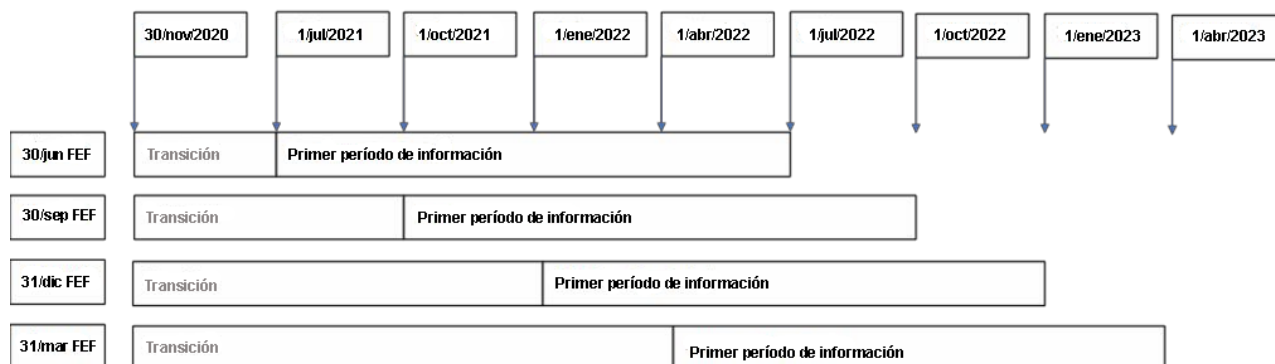 30/nov/2020
1/jul/2021
1/oct/2021
1/ene/2022
1/abr/2022
1/jul/2022
1/oct/2022
1/ene/2023
1/abr/2023
30/jun FEF
Transición
Primer período de información
30/sep FEF
Transición
Primer período de información
31/dic FEF
Transición
Primer período de información
31/mar FEF
Transición
Primer período de información